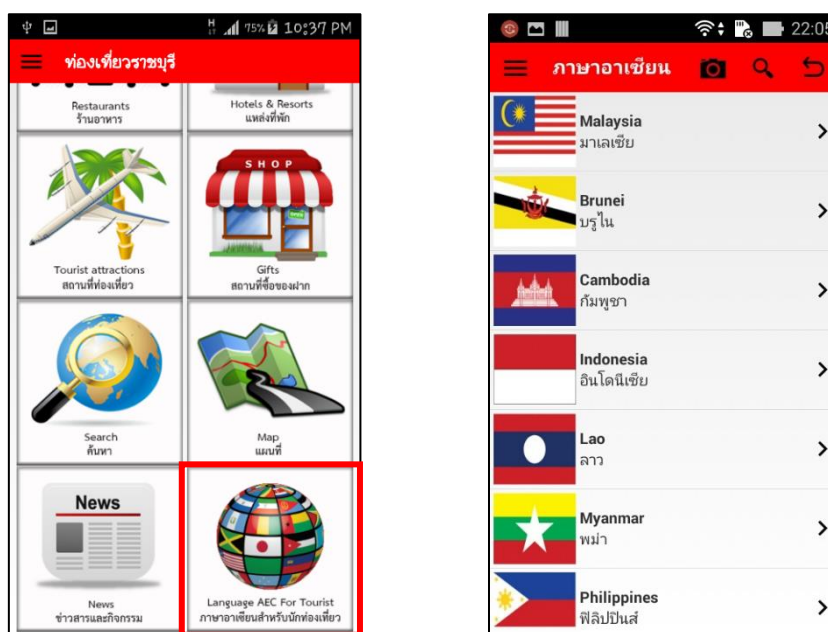 75% 10:37 PM
ท่องเที่ยวราชบุรี
Restaurants
ร้านอาหาร
Hotels & Resorts
แหล่งที่พัก
Tourist attractions
สถานที่ท่องเที่ยว
SHOP
OPEN
Gifts
สถานที่ซื้อของฝาก
Search
ค้นหา
Map
แผนที่
News
News
ข่าวสารและกิจกรรม
Language AEC For Tourist
ภาษาอาเซียนสำหรับนักท่องเที่ยว
22:05
ภาษาอาเซียน
Malaysia
มาเลเซีย
Brunei
บรูไน
Cambodia
กัมพูชา
Indonesia
อินโดนีเซีย
Lao
ลาว
Myanmar
พม่า
Philippines
ฟิลิปปินส์